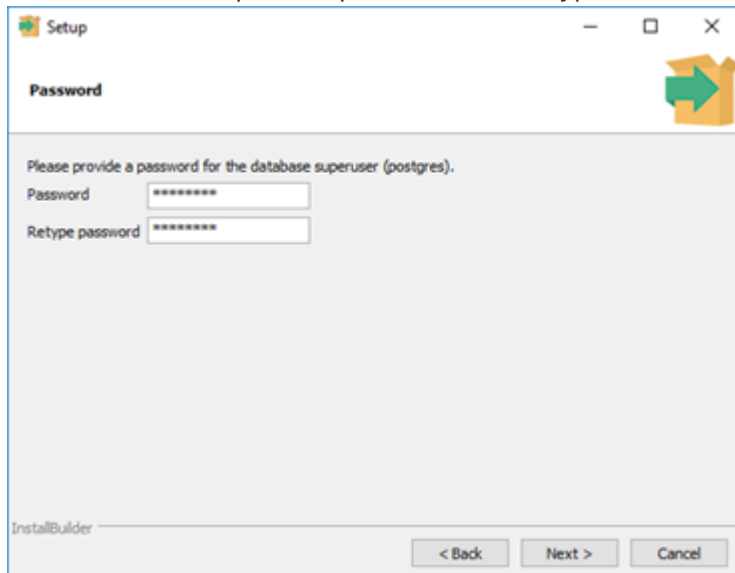 Setup
Password
Please provide a password for the database superuser (postgres).
Password ********
Retype password ********
InstallBuilder
< Back Next > Cancel